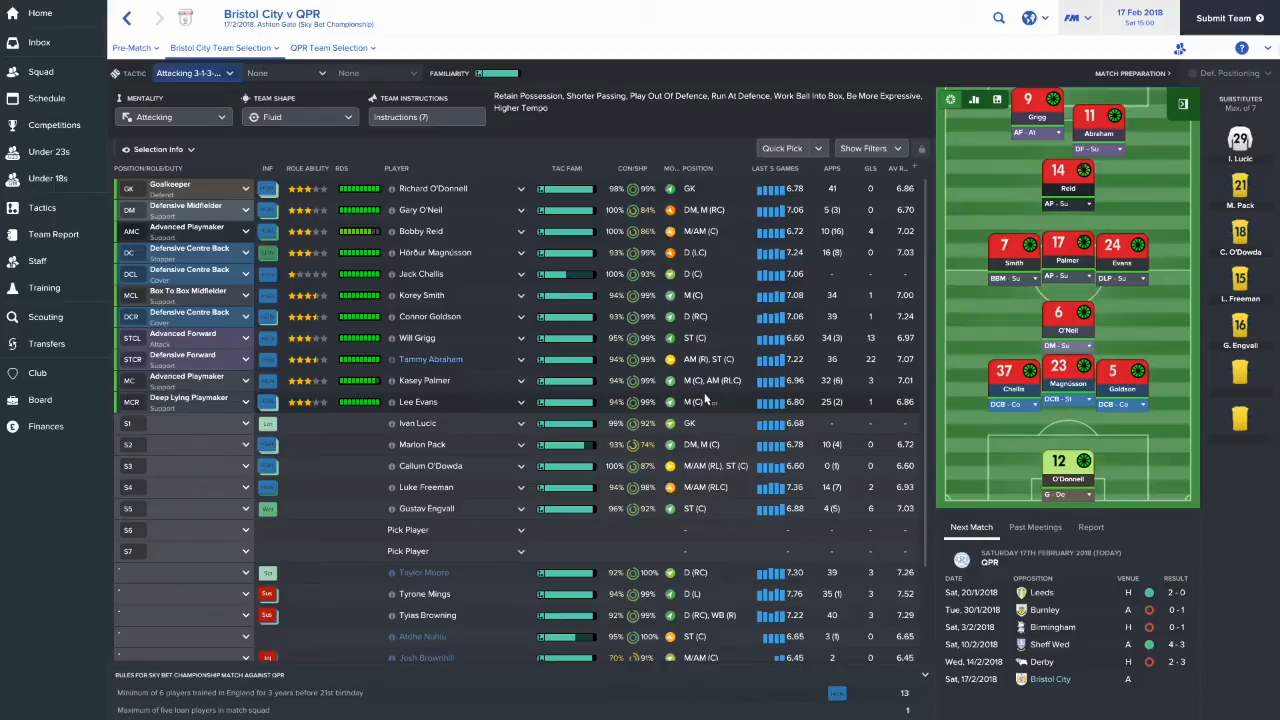 Home
Inbox
Squad
Schedule
Competitions
Under 23s
Under 18s
Tactics
Team Report
Staff
Training
Scouting
Transfers
Club
Board
Finances
Bristol City v QPR
17/2/2018, Ashton Gate (Sky Bet Championship)
FM
17 Feb 2018
Sat 15:00
Submit Team
Pre-Match
Bristol City Team Selection
QPR Team Selection
?
TACTIC Attacking 3-1-3-... None None FAMILIARITY
MATCH PREPARATION >
Def. Positioning
MENTALITY TEAM SHAPE TEAM INSTRUCTIONS
Attacking Fluid Instructions (7)
Retain Possession, Shorter Passing, Play Out Of Defence, Run At Defence, Work Ball Into Box, Be More Expressive,
Higher Tempo
Selection Info
Quick Pick
Show Filters
POSITION/ROLE/DUTY INF ROLE ABILITY RDS PLAYER TAC FAMI CON/SHP MO... POSITION LAST 5 GAMES APPS GLS AV R...
GK Goalkeeper Defend Richard O'Donnell 98% 99% GK 6.78 41 0 6.86
DM Defensive Midfielder Support Gary O'Neil 100% 84% DM, M (RC) 7.06 5 (3) 0 6.70
AMC Advanced Playmaker Support Bobby Reid 100% 86% M/AM (C) 6.72 10 (16) 4 7.02
DC Defensive Centre Back Stopper Hörður Magnússon 94% 99% D (LC) 7.24 16 (8) 0 7.03
DCL Defensive Centre Back Cover Jack Challis 100% 93% D (C) 7.06 - - -
MCL Box To Box Midfielder Support Korey Smith 94% 99% M (C) 7.08 34 1 7.00
DCR Defensive Centre Back Cover Connor Goldson 94% 99% D (RC) 7.06 39 1 7.24
STCL Advanced Forward Attack Will Grigg 95% 99% ST (C) 7.06 34 (3) 13 6.97
STCR Defensive Forward Support Tammy Abraham 94% 99% AM (R), ST (C) 7.22 36 22 7.07
MC Advanced Playmaker Support Kasey Palmer 94% 99% M (C), AM (RLC) 6.96 32 (6) 3 7.01
MCR Deep Lying Playmaker Support Lee Evans 94% 99% M (C) 6.80 25 (2) 1 6.86
S1 Ivan Lucic 99% 92% GK 6.68 - - -
S2 Marlon Pack 93% 74% DM, M (C) 6.78 10 (4) 0 6.72
S3 Callum O'Dowda 100% 87% M/AM (RL), ST (C) 6.60 0 (1) 0 6.60
S4 Luke Freeman 94% 98% M/AM (RLC) 7.36 14 (7) 2 6.93
S5 Gustav Engvall 96% 92% ST (C) 6.88 4 (5) 6 7.03
S6 Pick Player - - - - -
S7 Pick Player - - - - -
Taylor Moore 92% 100% D (RC) 7.30 39 3 7.26
Sus Tyrone Mings 94% 99% D (L) 7.76 35 (1) 3 7.52
Sus Tyias Browning 92% 99% D (RC), WB (R) 7.22 40 3 7.29
Atdhe Nuhiu 95% 100% ST (C) 6.65 3 (1) 0 6.65
Inj Josh Brownhill 70% 91% M/AM (C) 6.45 2 - 6.45
RULES FOR SKY BET CHAMPIONSHIP MATCH AGAINST QPR
Minimum of 6 players trained in England for 3 years before 21st birthday HGN 13
Maximum of five loan players in match squad 1
9
Grigg
AF - At
11
Abraham
DF - Su
14
Reid
AP - Su
7
Smith
BBM - Su
17
Palmer
AP - Su
24
Evans
DLP - Su
6
O'Neil
DM - Su
37
Challis
DCB - Co
23
Magnússon
DCB - St
5
Goldson
DCB - Co
12
O'Donnell
G - De
SUBSTITUTES
Max. of 7
29
I. Lucic
21
M. Pack
18
C. O'Dowda
15
L. Freeman
16
G. Engvall
Next Match Past Meetings Report
SATURDAY 17TH FEBRUARY 2018 (TODAY)
QPR
DATE OPPOSITION VENUE RESULT
Sat, 20/1/2018 Leeds H 2 - 0
Tue, 30/1/2018 Burnley A 0 - 1
Sat, 3/2/2018 Birmingham H 0 - 1
Sat, 10/2/2018 Sheff Wed A 4 - 3
Wed, 14/2/2018 Derby H 2 - 3
Sat, 17/2/2018 Bristol City A